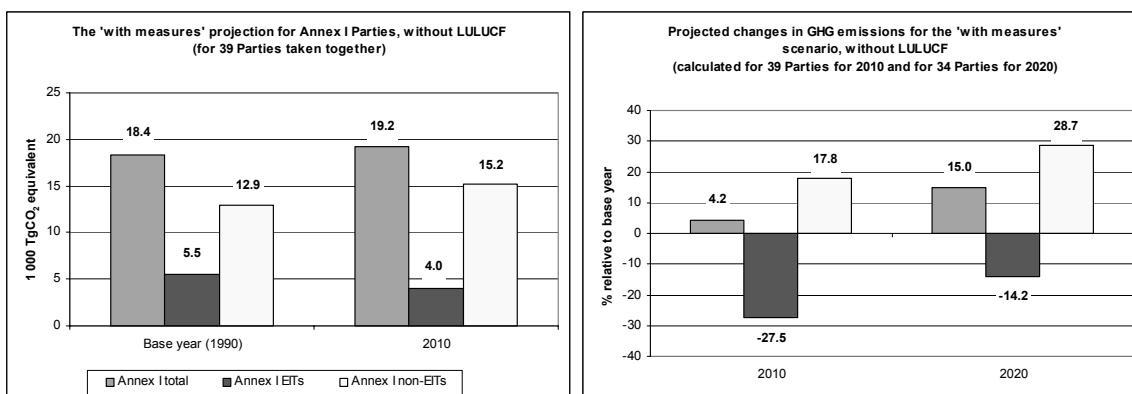 The 'with measures' projection for Annex I Parties, without LULUCF
(for 39 Parties taken together)
25
20
15
10
5
0
1 000 TgCO₂ equivalent
18.4
5.5
12.9
19.2
4.0
15.2
Base year (1990)
2010
Annex I total
Annex I EITs
Annex I non-EITs
Projected changes in GHG emissions for the 'with measures'
scenario, without LULUCF
(calculated for 39 Parties for 2010 and for 34 Parties for 2020)
40
30
20
10
0
-10
-20
-30
-40
% relative to base year
4.2
-27.5
17.8
15.0
-14.2
28.7
2010
2020